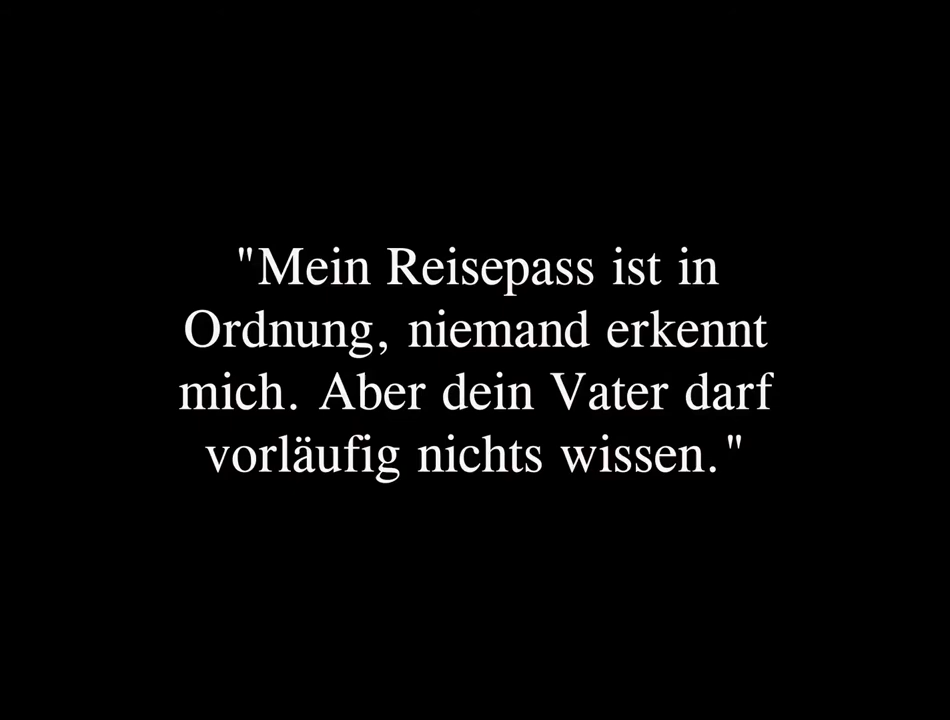 "Mein Reisepass ist in
Ordnung, niemand erkennt
mich. Aber dein Vater darf
vorläufig nichts wissen."